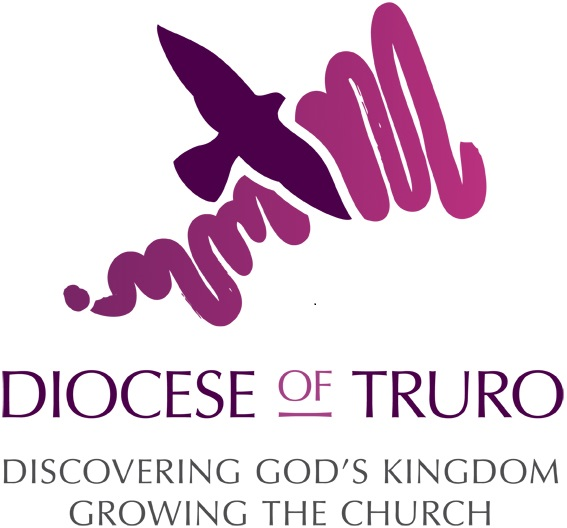 DIOCESE OF TRURO
DISCOVERING GOD'S KINGDOM
GROWING THE CHURCH